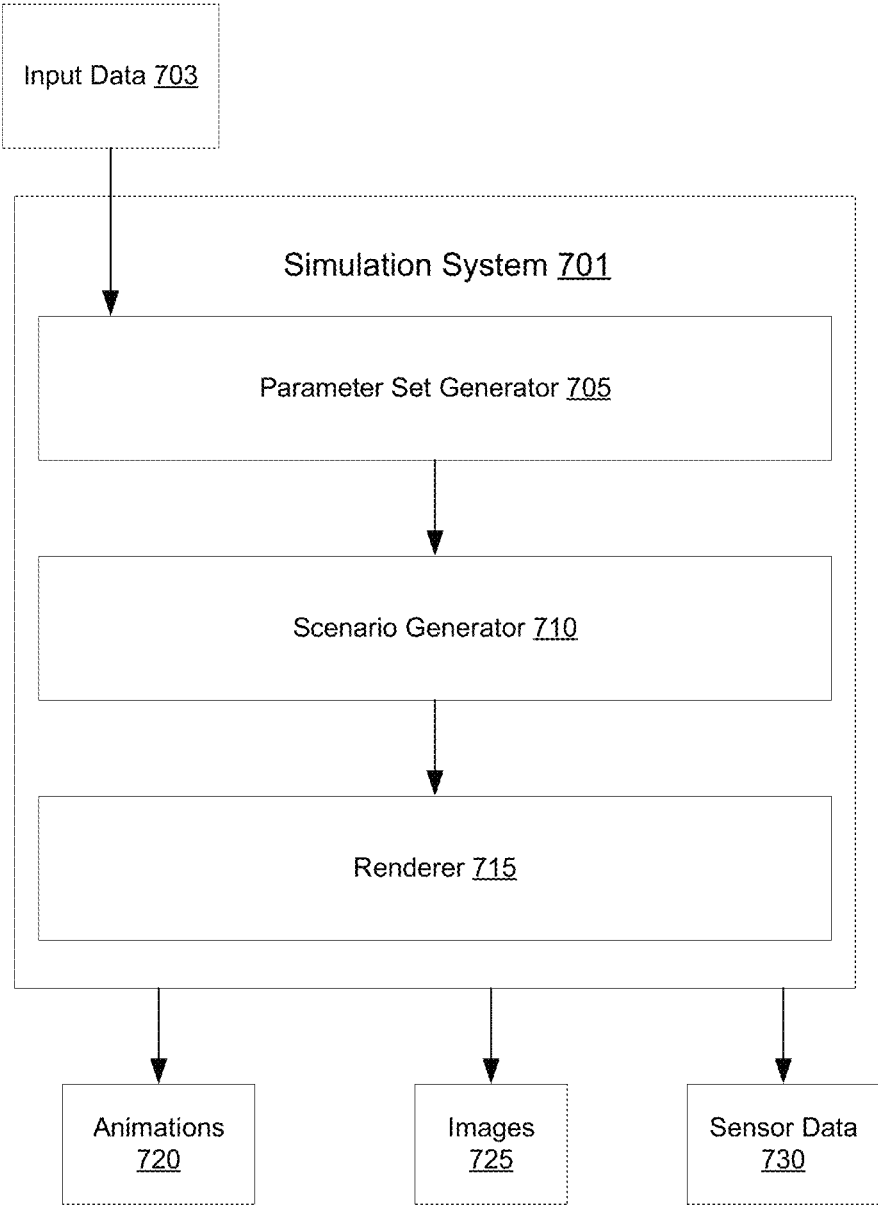 Input Data 703
Simulation System 701
Parameter Set Generator 705
Scenario Generator 710
Renderer 715
Animations
720
Images
725
Sensor Data
730